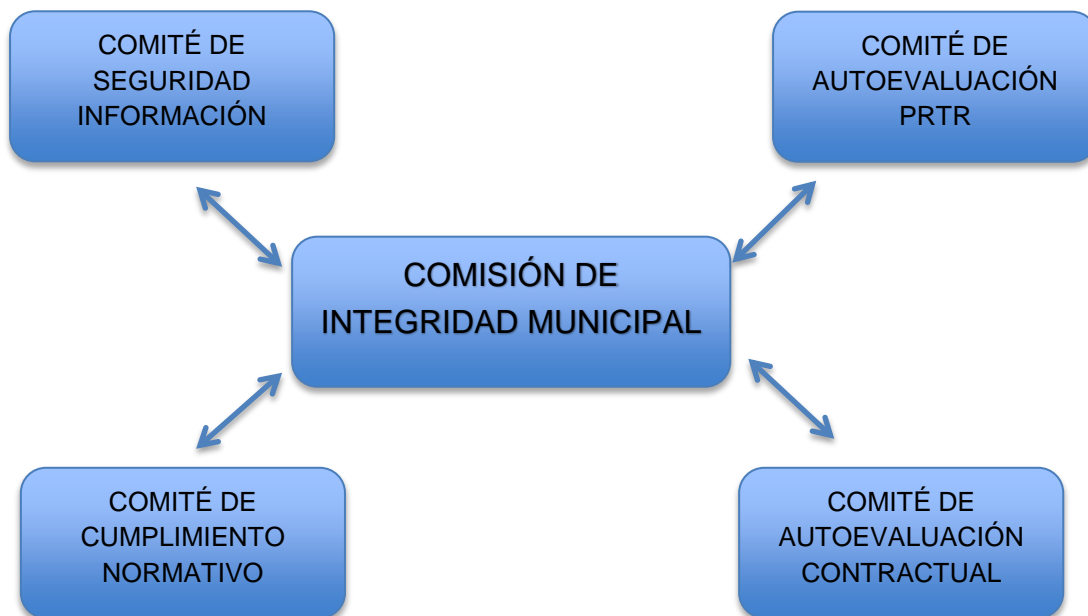 COMITÉ DE
SEGURIDAD
INFORMACIÓN
COMITÉ DE
AUTOEVALUACIÓN
PRTR
COMISIÓN DE
INTEGRIDAD MUNICIPAL
COMITÉ DE
CUMPLIMIENTO
NORMATIVO
COMITÉ DE
AUTOEVALUACIÓN
CONTRACTUAL